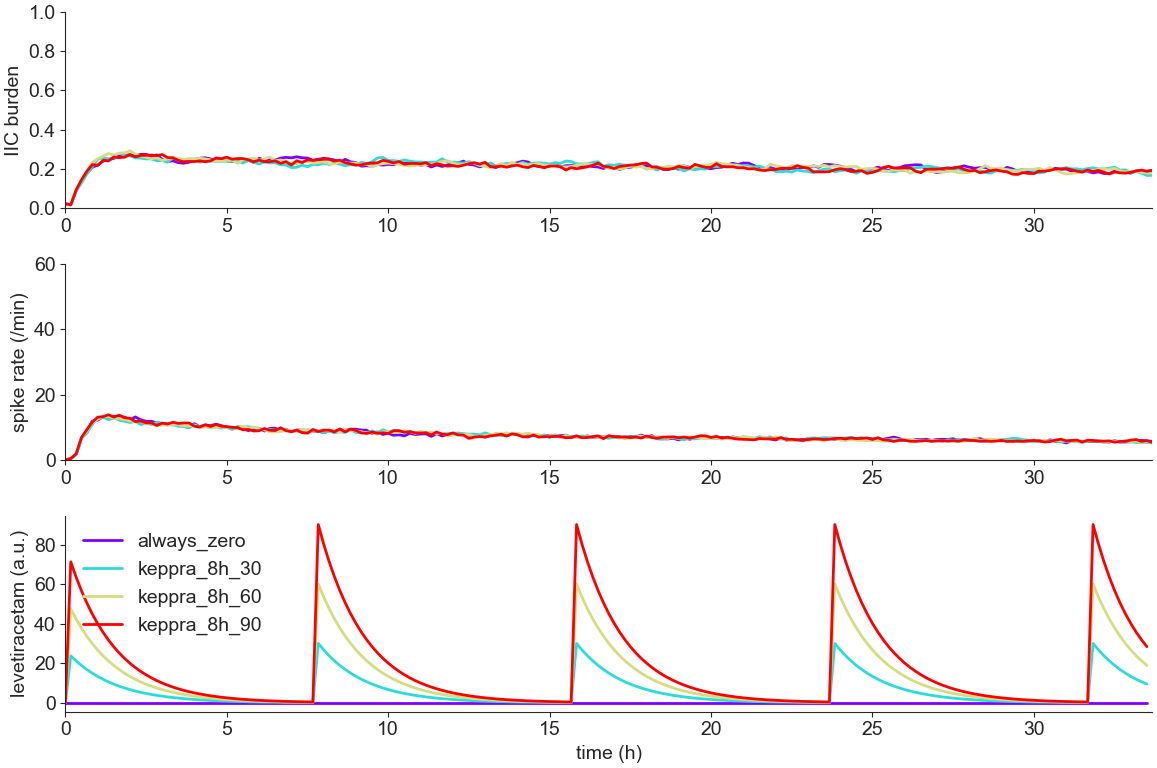 1.0
0.8
0.6
0.4
0.2
0.0
IIC burden
0 5 10 15 20 25 30
60
40
20
0
spike rate (/min)
0 5 10 15 20 25 30
80
60
40
20
0
levetiracetam (a.u.)
always_zero
keppra_8h_30
keppra_8h_60
keppra_8h_90
0 5 10 15 20 25 30
time (h)